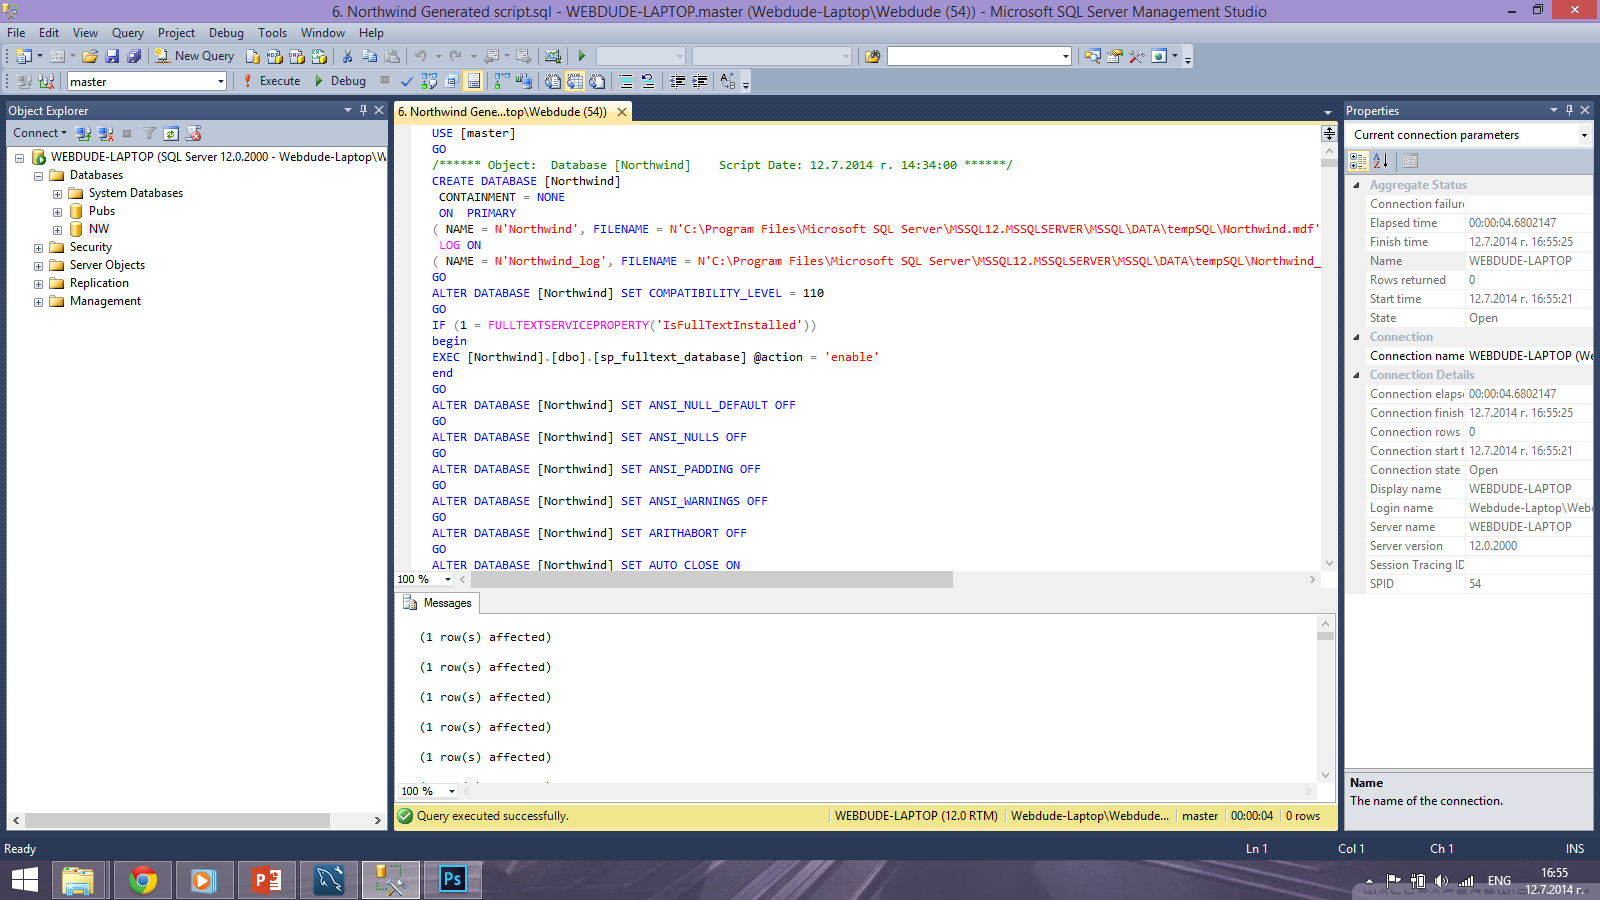 6. Northwind Generated script.sql - WEBDUDE-LAPTOP.master (Webdude-Laptop\Webdude (54)) - Microsoft SQL Server Management Studio
File Edit View Query Project Debug Tools Window Help
New Query
master Execute Debug
Object Explorer
Connect
WEBDUDE-LAPTOP (SQL Server 12.0.2000 - Webdude-Laptop\W
Databases
System Databases
Pubs
NW
Security
Server Objects
Replication
Management
6. Northwind Gene...top\Webdude (54))
USE [master]
GO
/****** Object:  Database [Northwind]    Script Date: 12.7.2014 г. 14:34:00 ******/
CREATE DATABASE [Northwind]
CONTAINMENT = NONE
ON  PRIMARY
( NAME = N'Northwind', FILENAME = N'C:\Program Files\Microsoft SQL Server\MSSQL12.MSSQLSERVER\MSSQL\DATA\tempSQL\Northwind.mdf'
LOG ON
( NAME = N'Northwind_log', FILENAME = N'C:\Program Files\Microsoft SQL Server\MSSQL12.MSSQLSERVER\MSSQL\DATA\tempSQL\Northwind_
GO
ALTER DATABASE [Northwind] SET COMPATIBILITY_LEVEL = 110
GO
IF (1 = FULLTEXTSERVICEPROPERTY('IsFullTextInstalled'))
begin
EXEC [Northwind].[dbo].[sp_fulltext_database] @action = 'enable'
end
GO
ALTER DATABASE [Northwind] SET ANSI_NULL_DEFAULT OFF
GO
ALTER DATABASE [Northwind] SET ANSI_NULLS OFF
GO
ALTER DATABASE [Northwind] SET ANSI_PADDING OFF
GO
ALTER DATABASE [Northwind] SET ANSI_WARNINGS OFF
GO
ALTER DATABASE [Northwind] SET ARITHABORT OFF
GO
ALTER DATABASE [Northwind] SET AUTO_CLOSE ON
100 %
Messages
(1 row(s) affected)
(1 row(s) affected)
(1 row(s) affected)
(1 row(s) affected)
(1 row(s) affected)
100 %
Query executed successfully. WEBDUDE-LAPTOP (12.0 RTM) Webdude-Laptop\Webdude... master 00:00:04 0 rows
Properties
Current connection parameters
Aggregate Status
Connection failure
Elapsed time 00:00:04.6802147
Finish time 12.7.2014 г. 16:55:25
Name WEBDUDE-LAPTOP
Rows returned 0
Start time 12.7.2014 г. 16:55:21
State Open
Connection
Connection name WEBDUDE-LAPTOP (We
Connection Details
Connection elaps 00:00:04.6802147
Connection finish 12.7.2014 г. 16:55:25
Connection rows 0
Connection start t 12.7.2014 г. 16:55:21
Connection state Open
Display name WEBDUDE-LAPTOP
Login name Webdude-Laptop\Webd
Server name WEBDUDE-LAPTOP
Server version 12.0.2000
Session Tracing ID
SPID 54
Name
The name of the connection.
Ready Ln 1 Col 1 Ch 1 INS
P Ps ENG 16:55
12.7.2014 г.